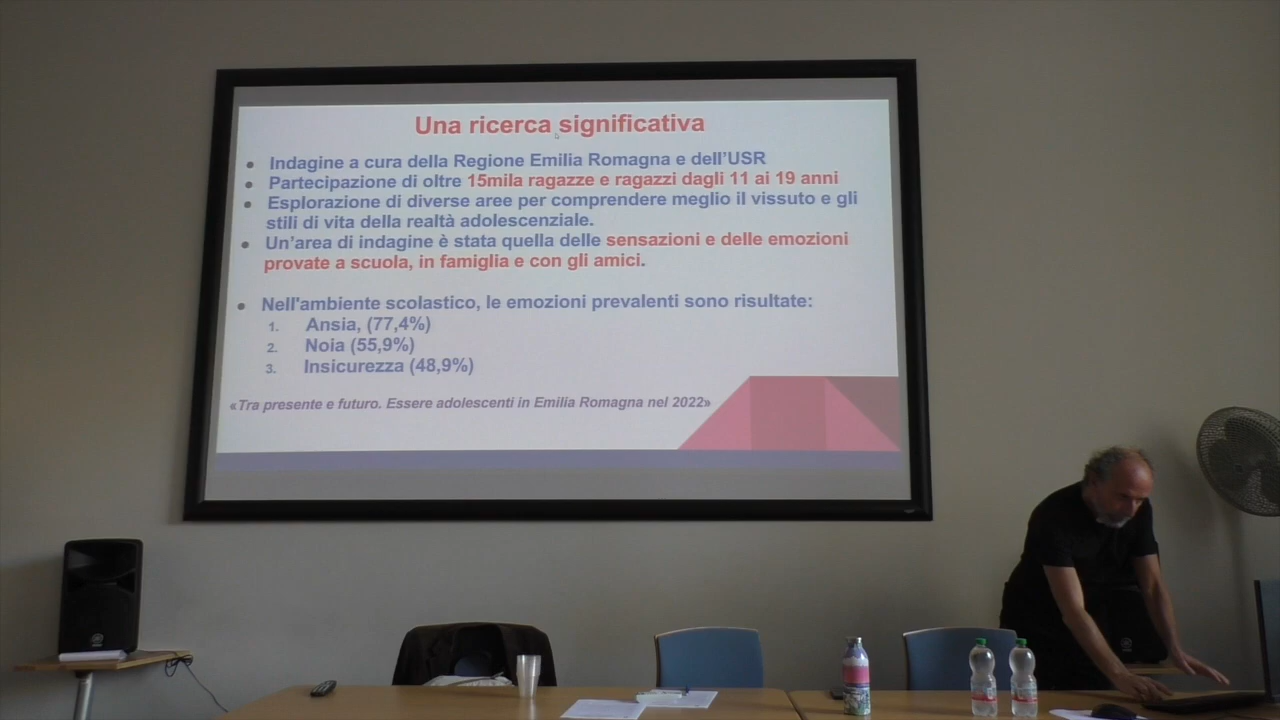 Una ricerca significativa
Indagine a cura della Regione Emilia Romagna e dell'USR
Partecipazione di oltre 15mila ragazze e ragazzi dagli 11 ai 19 anni
Esplorazione di diverse aree per comprendere meglio il vissuto e gli
stili di vita della realtà adolescenziale.
Un'area di indagine è stata quella delle sensazioni e delle emozioni
provate a scuola, in famiglia e con gli amici.
Nell'ambiente scolastico, le emozioni prevalenti sono risultate:
1. Ansia, (77,4%)
2. Noia (55,9%)
3. Insicurezza (48,9%)
«Tra presente e futuro. Essere adolescenti in Emilia Romagna nel 2022»